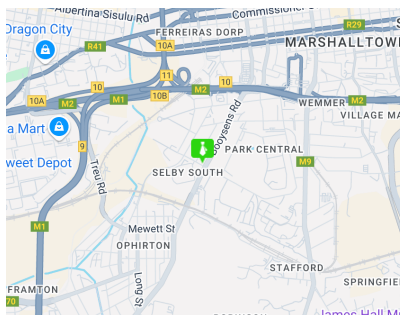 Albertina Sisulu Rd
Commissioner
Dragon City
FERREIRAS DORP
R29
R41
10A
MARSHALLTOWN
11
10
10
10A
10B
M2
M2
M1
M2
WEMMER
VILLAGE MA
a Mart
Booysens Rd
9
PARK CENTRAL
weet Depot
M9
Treu Rd
SELBY SOUTH
M1
Mewett St
OPHIRTON
STAFFORD
Long St
SPRINGFI
FRAMTON
70
James Hall M